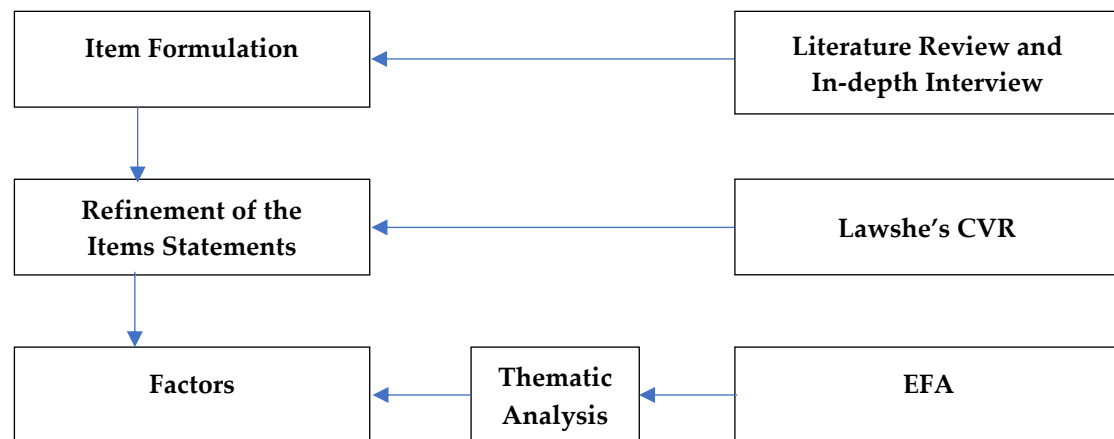 Item Formulation
Literature Review and
In-depth Interview
Refinement of the
Items Statements
Lawshe’s CVR
Factors
Thematic
Analysis
EFA